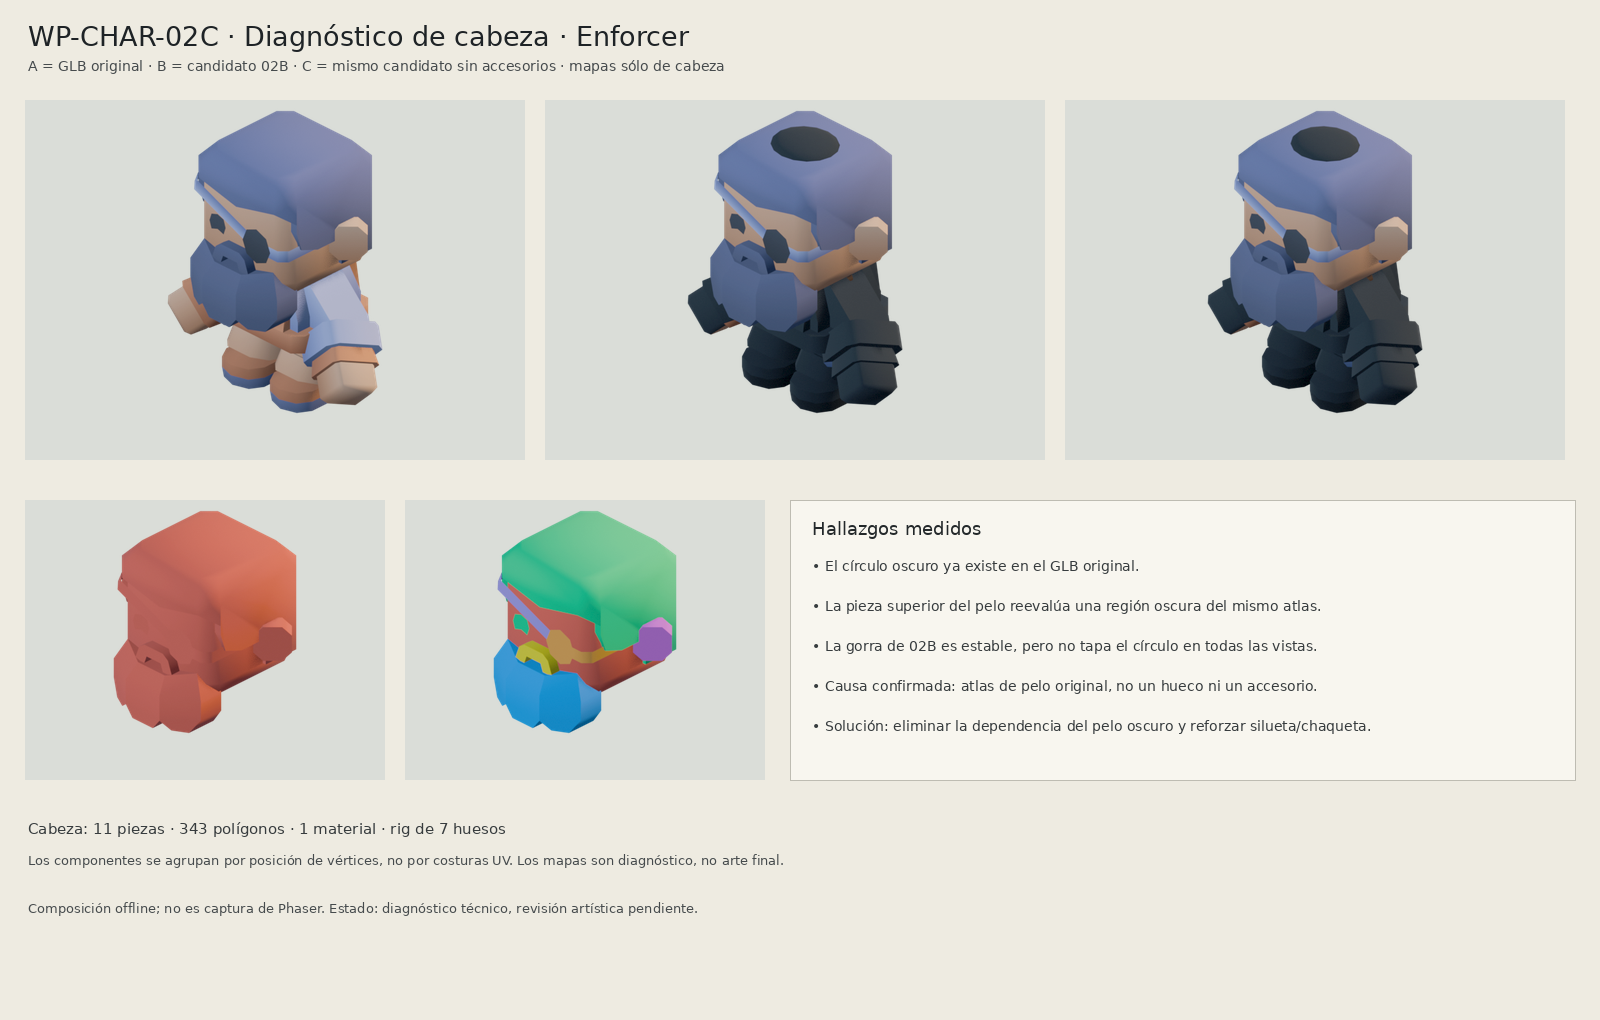 WP-CHAR-02C · Diagnóstico de cabeza · Enforcer
A = GLB original · B = candidato 02B · C = mismo candidato sin accesorios · mapas sólo de cabeza
Hallazgos medidos
• El círculo oscuro ya existe en el GLB original.
• La pieza superior del pelo reevalúa una región oscura del mismo atlas.
• La gorra de 02B es estable, pero no tapa el círculo en todas las vistas.
• Causa confirmada: atlas de pelo original, no un hueco ni un accesorio.
• Solución: eliminar la dependencia del pelo oscuro y reforzar silueta/chaqueta.
Cabeza: 11 piezas · 343 polígonos · 1 material · rig de 7 huesos
Los componentes se agrupan por posición de vértices, no por costuras UV. Los mapas son diagnóstico, no arte final.
Composición offline; no es captura de Phaser. Estado: diagnóstico técnico, revisión artística pendiente.